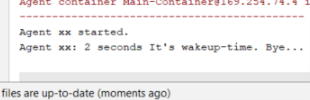 Agent container Main-Container@169.254.74.4 i
----------------------------------------
Agent xx started.
Agent xx: 2 seconds It's wakeup-time. Bye...
files are up-to-date (moments ago)